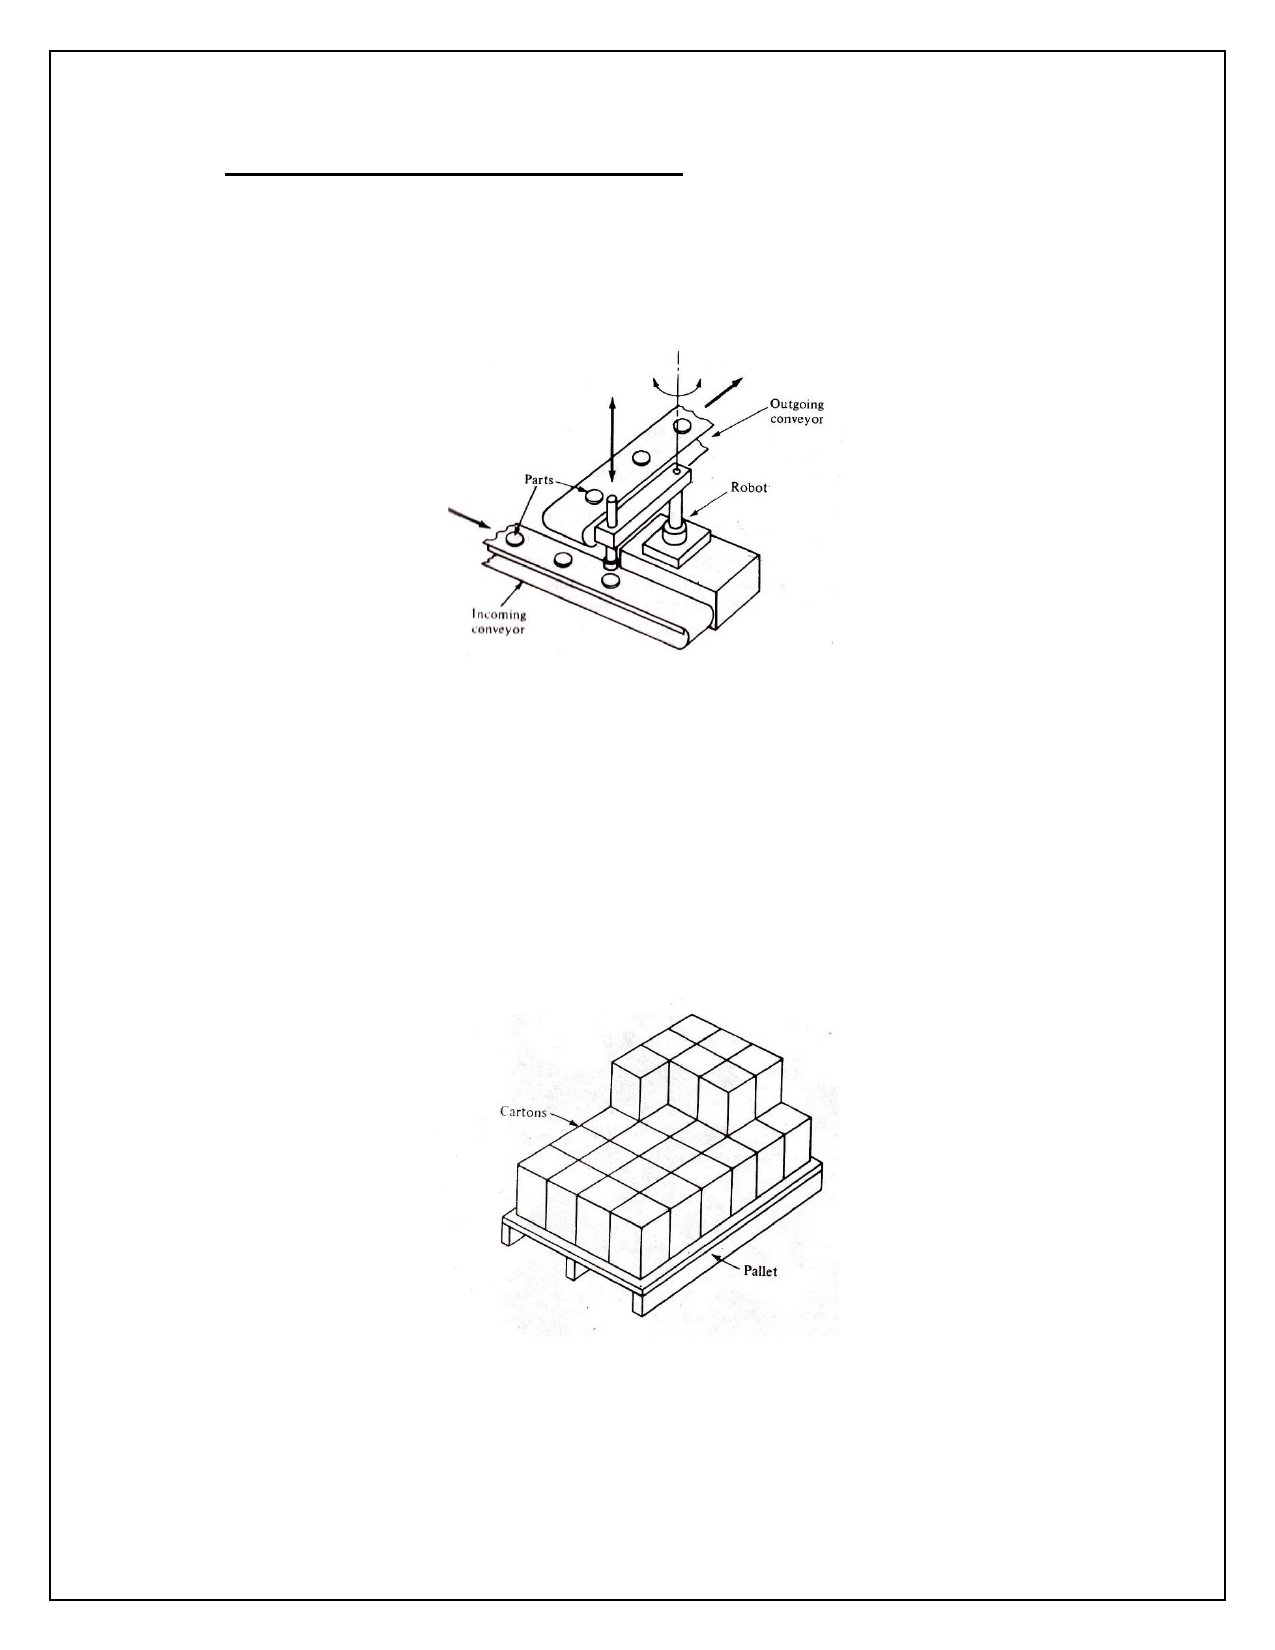 Outgoing
conveyor
Parts
Robot
Incoming
conveyor
Cartons
Pallet